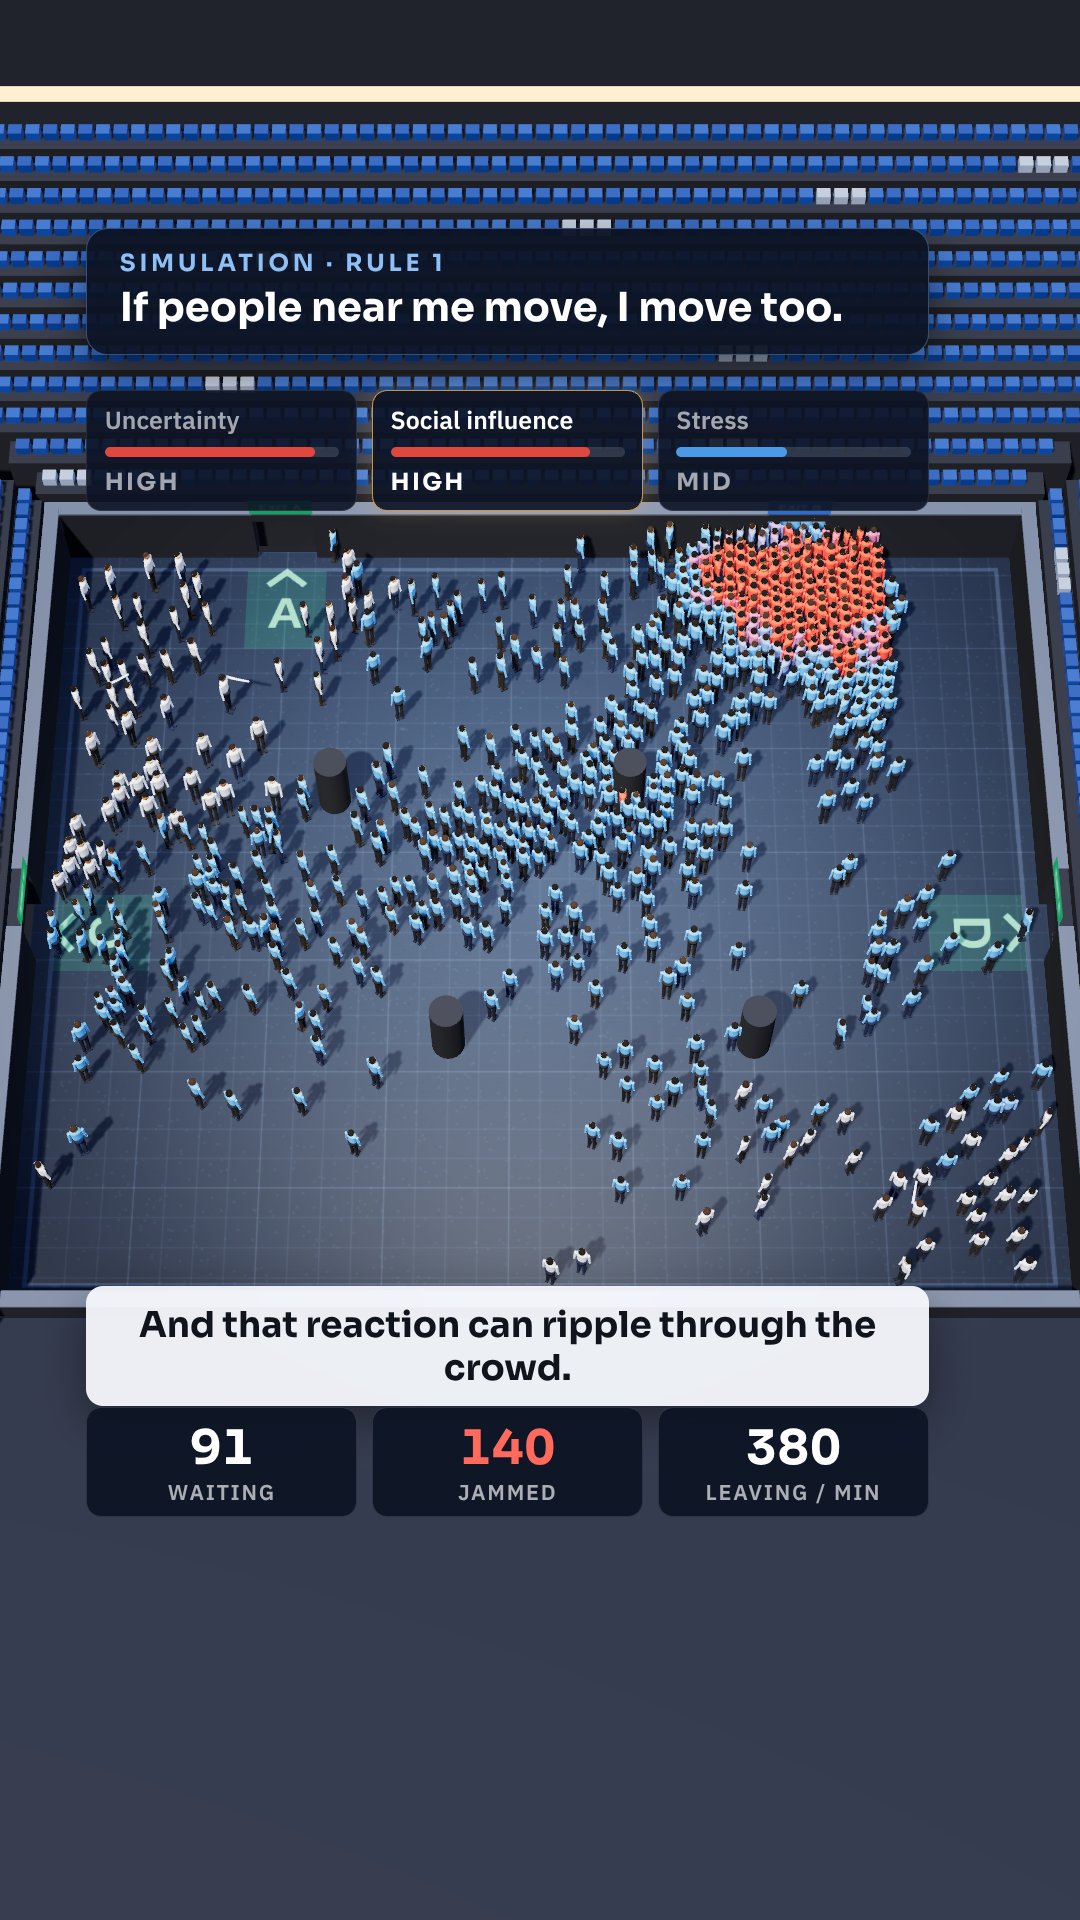 SIMULATION · RULE 1
If people near me move, I move too.
Uncertainty
HIGH
Social influence
HIGH
Stress
MID
A
C
D
And that reaction can ripple through the
crowd.
91
WAITING
140
JAMMED
380
LEAVING / MIN